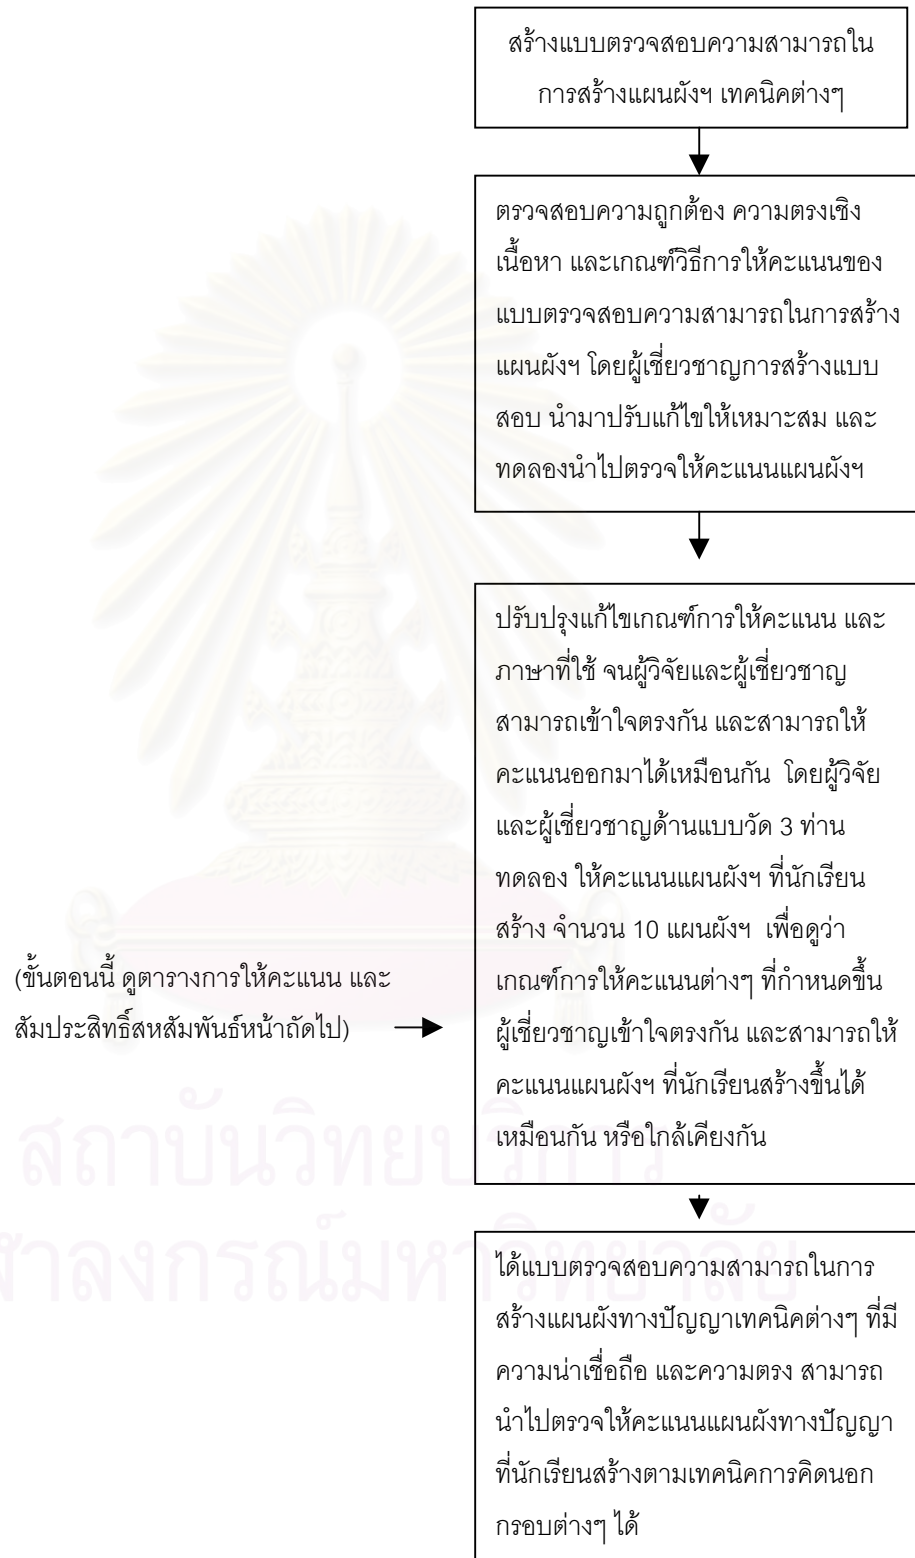 สร้างแบบตรวจสอบความสามารถใน
การสร้างแผนผังฯ เทคนิคต่างๆ
ตรวจสอบความถูกต้อง ความตรงเชิง
เนื้อหา และเกณฑ์วิธีการให้คะแนนของ
แบบตรวจสอบความสามารถในการสร้าง
แผนผังฯ โดยผู้เชี่ยวชาญการสร้างแบบ
สอบ นำมาปรับแก้ไขให้เหมาะสม และ
ทดลองนำไปตรวจให้คะแนนแผนผังฯ
ปรับปรุงแก้ไขเกณฑ์การให้คะแนน และ
ภาษาที่ใช้ จนผู้วิจัยและผู้เชี่ยวชาญ
สามารถเข้าใจตรงกัน และสามารถให้
คะแนนออกมาได้เหมือนกัน โดยผู้วิจัย
และผู้เชี่ยวชาญด้านแบบวัด 3 ท่าน
ทดลอง ให้คะแนนแผนผังฯ ที่นักเรียน
สร้าง จำนวน 10 แผนผังฯ เพื่อดูว่า
เกณฑ์การให้คะแนนต่างๆ ที่กำหนดขึ้น
ผู้เชี่ยวชาญเข้าใจตรงกัน และสามารถให้
คะแนนแผนผังฯ ที่นักเรียนสร้างขึ้นได้
เหมือนกัน หรือใกล้เคียงกัน
(ขั้นตอนนี้ ดูตารางการให้คะแนน และ
สัมประสิทธิ์สหสัมพันธ์หน้าถัดไป)
ได้แบบตรวจสอบความสามารถในการ
สร้างแผนผังทางปัญญาเทคนิคต่างๆ ที่มี
ความน่าเชื่อถือ และความตรง สามารถ
นำไปตรวจให้คะแนนแผนผังทางปัญญา
ที่นักเรียนสร้างตามเทคนิคการคิดนอก
กรอบต่างๆ ได้
สถาบันวิทยบริการ
ฬาลงกรณ์มหาวิทยาลัย